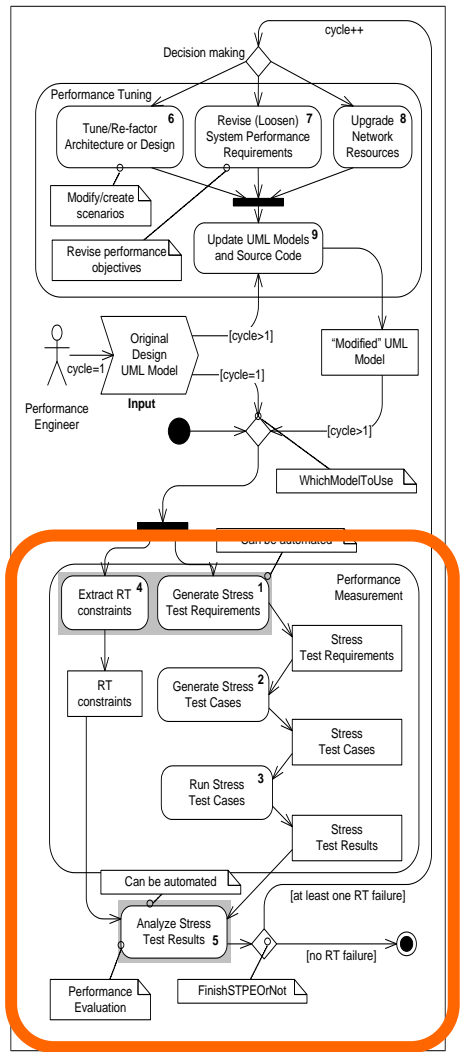 cycle++
Decision making
Performance Tuning
6
Tune/Re-factor
Architecture or Design
7
Revise (Loosen)
System Performance
Requirements
8
Upgrade
Network
Resources
Modify/create
scenarios
Revise performance
objectives
9
Update UML Models
and Source Code
Original
Design
UML Model
[cycle>1]
[cycle=1]
cycle=1
Input
Performance
Engineer
“Modified” UML
Model
[cycle>1]
WhichModelToUse
Can be automated
Performance
Measurement
4
Extract RT
constraints
1
Generate Stress
Test Requirements
Stress
Test Requirements
RT
constraints
2
Generate Stress
Test Cases
Stress
Test Cases
3
Run Stress
Test Cases
Stress
Test Results
Can be automated
[at least one RT failure]
Analyze Stress
Test Results 5
[no RT failure]
Performance
Evaluation
FinishSTPEOrNot